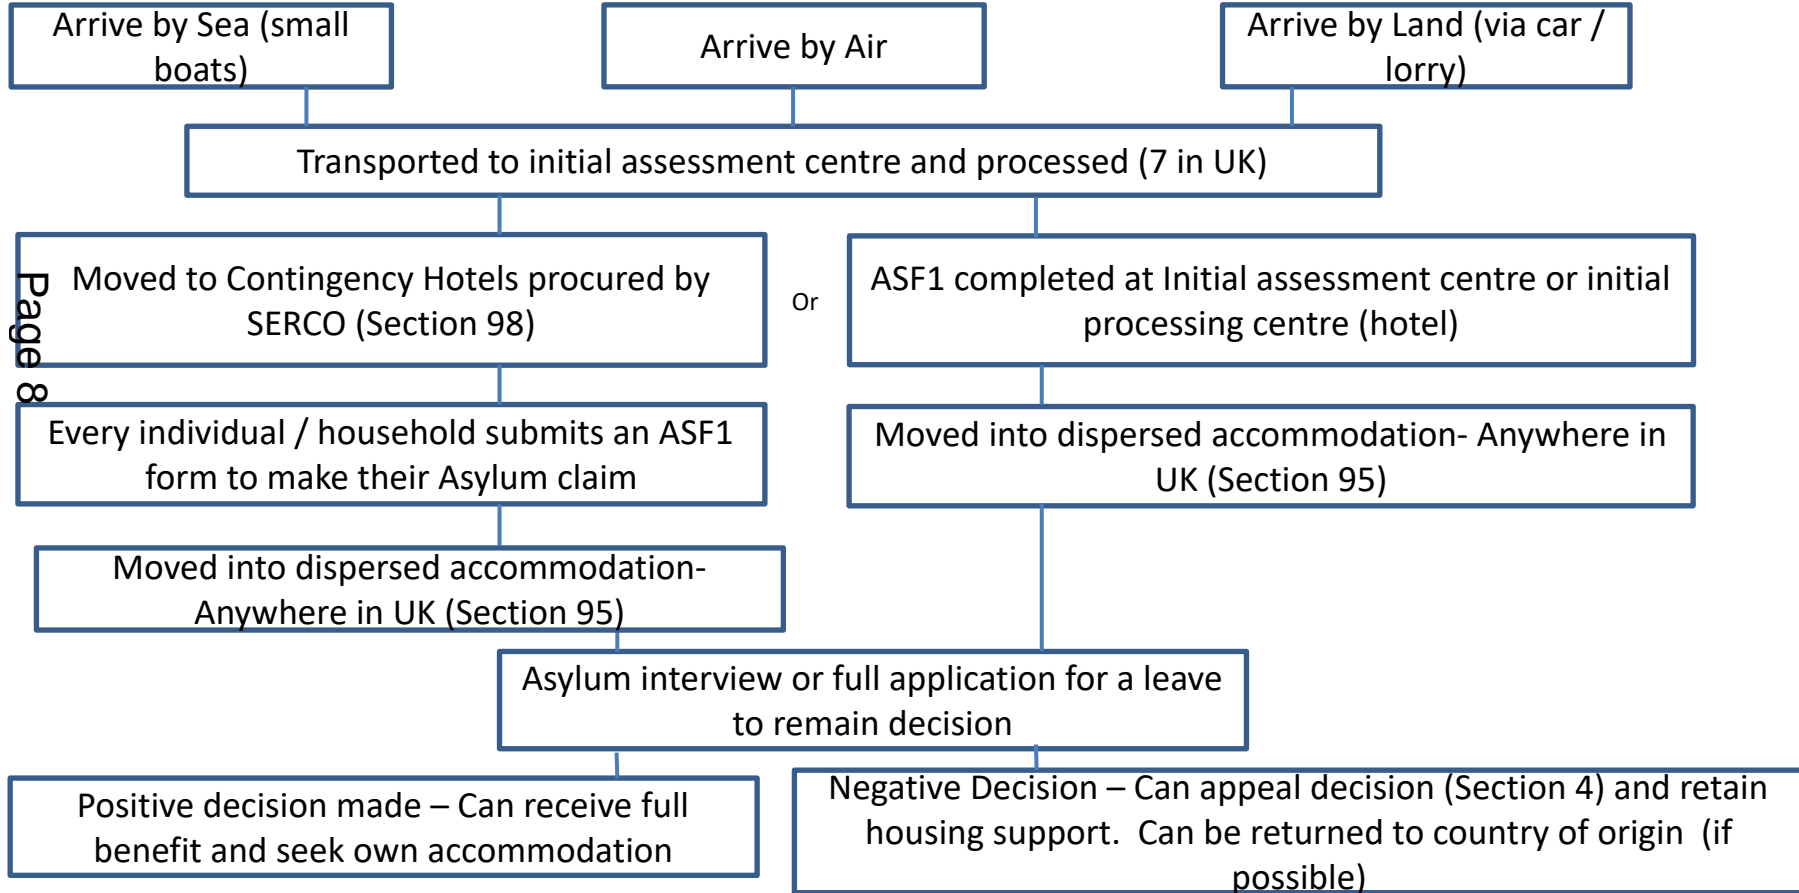 Arrive by Sea (small
boats)
Arrive by Air
Arrive by Land (via car /
lorry)
Transported to initial assessment centre and processed (7 in UK)
Moved to Contingency Hotels procured by
SERCO (Section 98)
Or
ASF1 completed at Initial assessment centre or initial
processing centre (hotel)
Page 8
Every individual / household submits an ASF1
form to make their Asylum claim
Moved into dispersed accommodation- Anywhere in
UK (Section 95)
Moved into dispersed accommodation-
Anywhere in UK (Section 95)
Asylum interview or full application for a leave
to remain decision
Positive decision made – Can receive full
benefit and seek own accommodation
Negative Decision – Can appeal decision (Section 4) and retain
housing support.  Can be returned to country of origin  (if
possible)